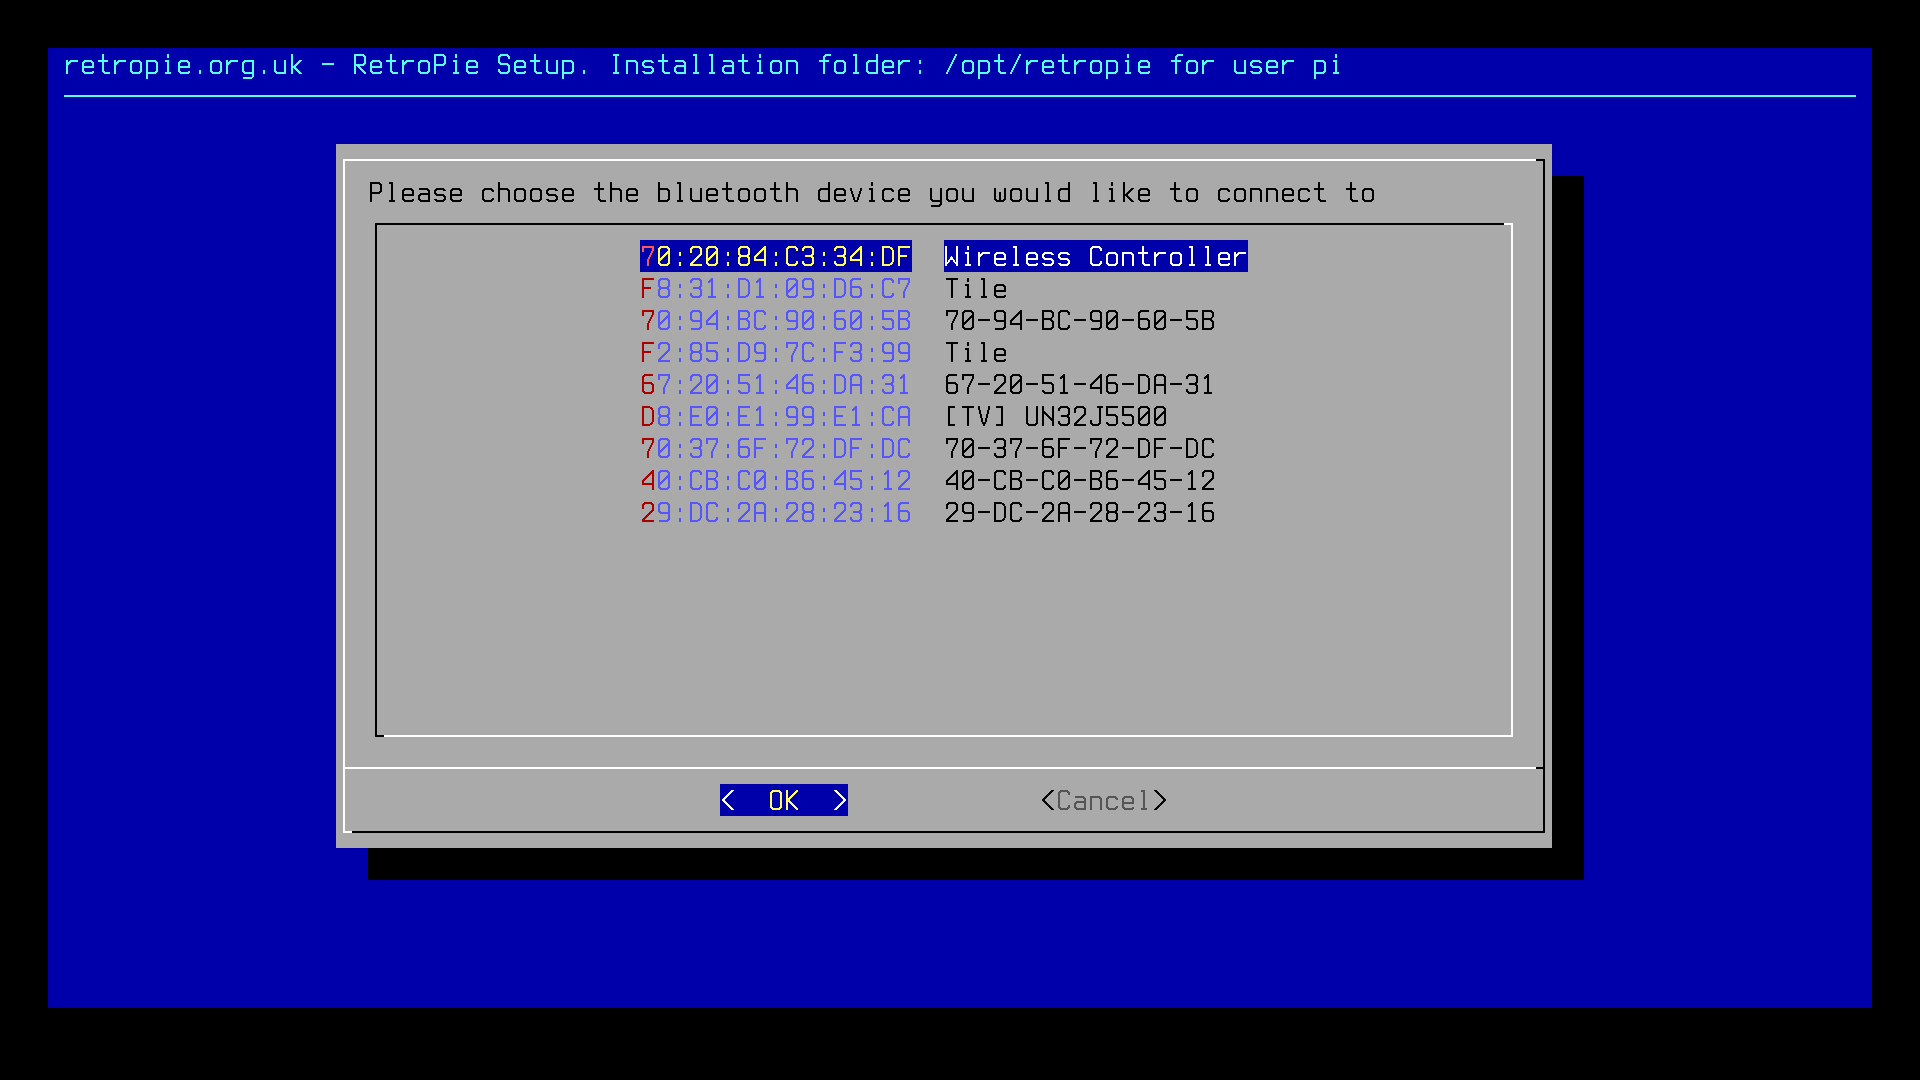 retropie.org.uk - RetroPie Setup. Installation folder: /opt/retropie for user pi
Please choose the bluetooth device you would like to connect to
70:20:84:C3:34:DF Wireless Controller
F8:31:D1:09:D6:C7 Tile
70:94:BC:90:60:5B 70-94-BC-90-60-5B
F2:85:D9:7C:F3:99 Tile
67:20:51:46:DA:31 67-20-51-46-DA-31
D8:E0:E1:99:E1:CA [TV] UN32J5500
70:37:6F:72:DF:DC 70-37-6F-72-DF-DC
40:CB:C0:B6:45:12 40-CB-C0-B6-45-12
29:DC:2A:28:23:16 29-DC-2A-28-23-16
< OK > <Cancel>